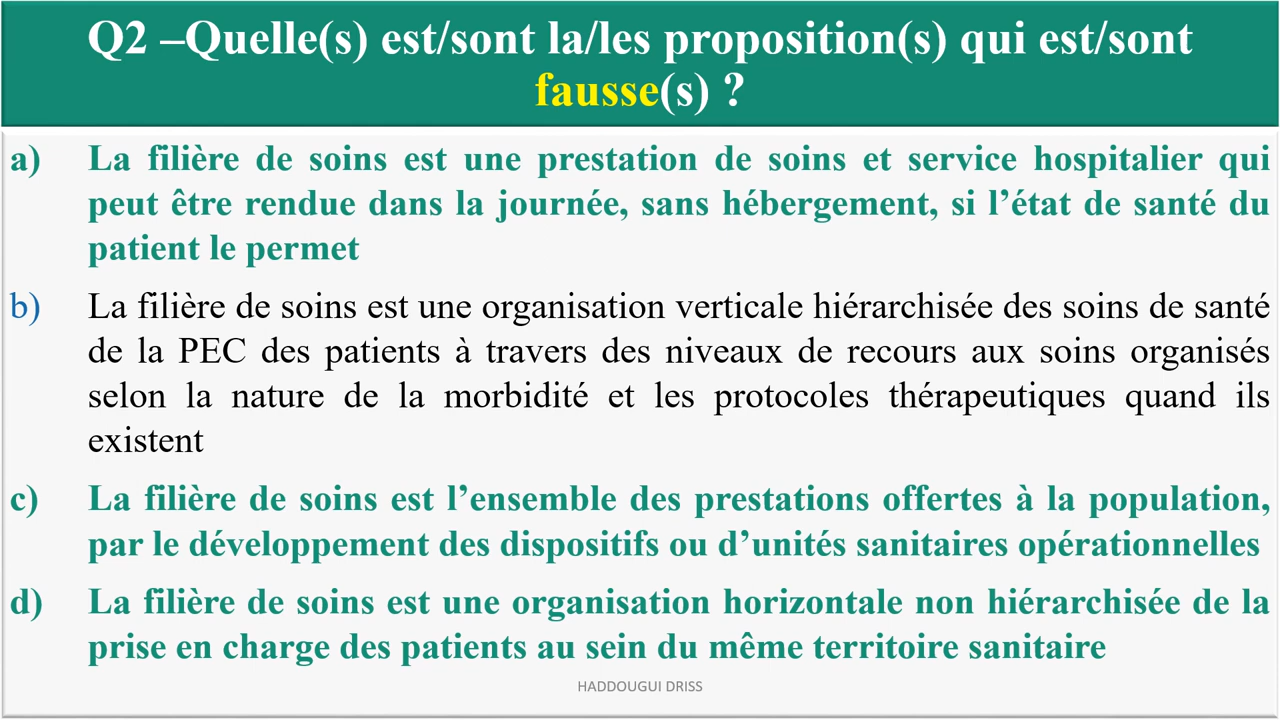 Q2 –Quelle(s) est/sont la/les proposition(s) qui est/sont
fausse(s) ?
a) La filière de soins est une prestation de soins et service hospitalier qui
peut être rendue dans la journée, sans hébergement, si l’état de santé du
patient le permet
b) La filière de soins est une organisation verticale hiérarchisée des soins de santé
de la PEC des patients à travers des niveaux de recours aux soins organisés
selon la nature de la morbidité et les protocoles thérapeutiques quand ils
existent
c) La filière de soins est l’ensemble des prestations offertes à la population,
par le développement des dispositifs ou d’unités sanitaires opérationnelles
d) La filière de soins est une organisation horizontale non hiérarchisée de la
prise en charge des patients au sein du même territoire sanitaire
HADDOUGUI DRISS